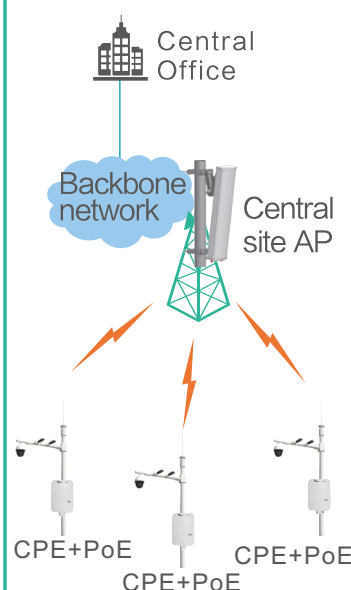 Central
Office
Backbone
network
Central
site AP
CPE+PoE
CPE+PoE
CPE+PoE